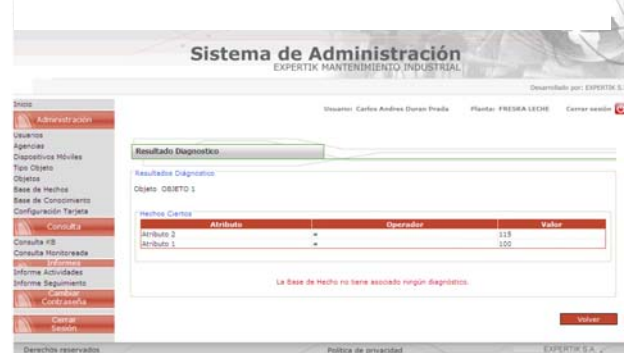 Sistema de Administración
EXPERTIK MANTENIMIENTO INDUSTRIAL
Desarrollado por: EXPERTIK S.
Inicio
Usuario: Carlos Andres Duran Prada Planta: FRESKA LECHE Cerrar sesión
Administración
Usuarios
Agencias
Dispositivos Móviles
Tipo Objeto
Objetos
Base de Hechos
Base de Conocimiento
Configuración Tarjeta
Consulta
Consulta KB
Consulta Monitoreada
Informes
Informe Actividades
Informe Seguimiento
Cambiar
Contraseña
Cerrar
Sesión
Resultado Diagnostico
Resultados Diágnostico
Objeto OBJETO 1
Hechos Ciertos
Atributo Operador Valor
Atributo 2 = 115
Atributo 1 = 100
La Base de Hecho no tiene asociado ningún diagnóstico.
Volver
Derechos reservados Política de privacidad EXPERTIK S.A.